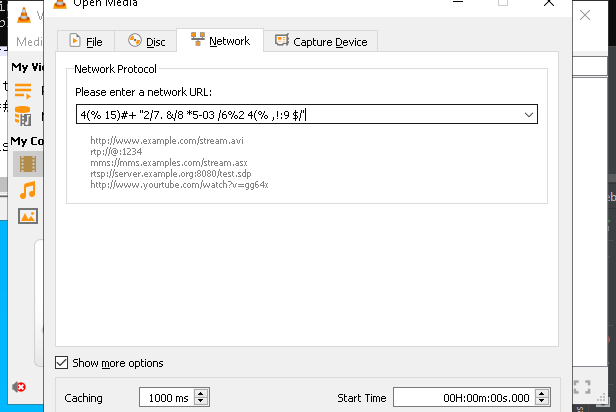 Open Media
Medi
File
Disc
Network
Capture Device
My Vi
My Co
Network Protocol
Please enter a network URL:
4(% 15)#+ "2/7. &/8 *5-03 /6%2 4(% ,!:9 $/'
http://www.example.com/stream.avi
rtp://@:1234
mms://mms.examples.com/stream.asx
rtsp://server.example.org:8080/test.sdp
http://www.yourtube.com/watch?v=gg64x
Show more options
Caching
1000 ms
Start Time
00H:00m:00s.000